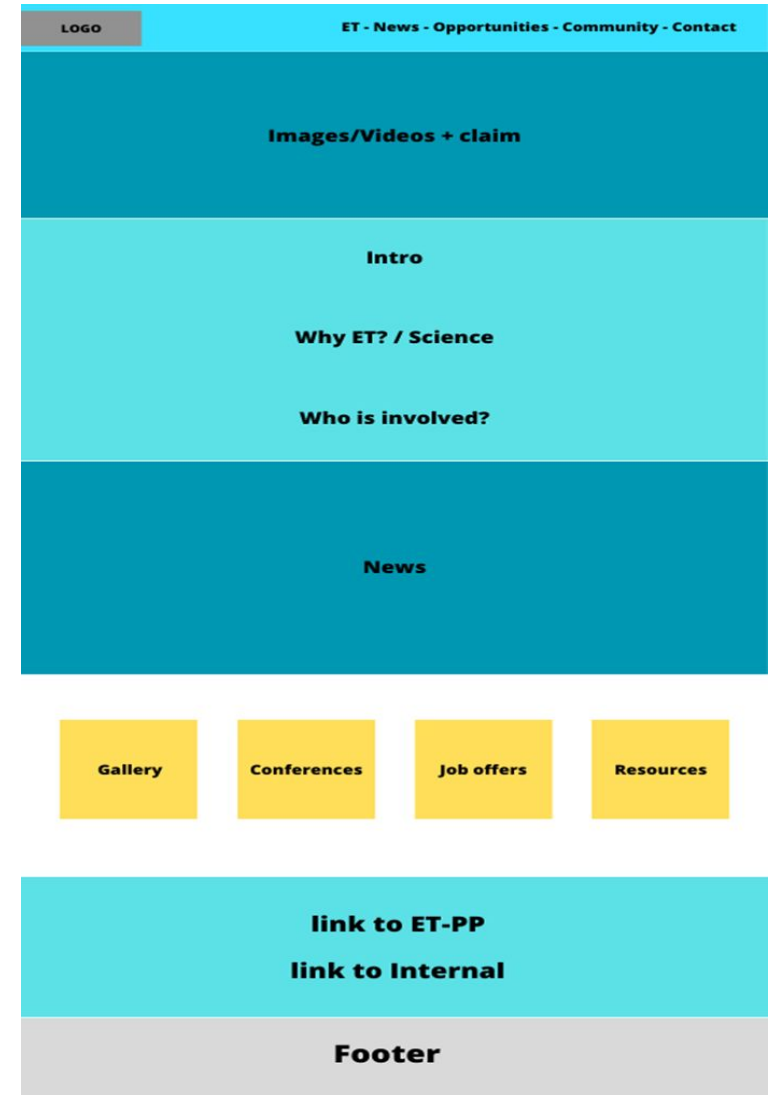 LOGO
ET - News - Opportunities - Community - Contact
Images/Videos + claim
Intro
Why ET? / Science
Who is involved?
News
Gallery
Conferences
Job offers
Resources
link to ET-PP
link to Internal
Footer